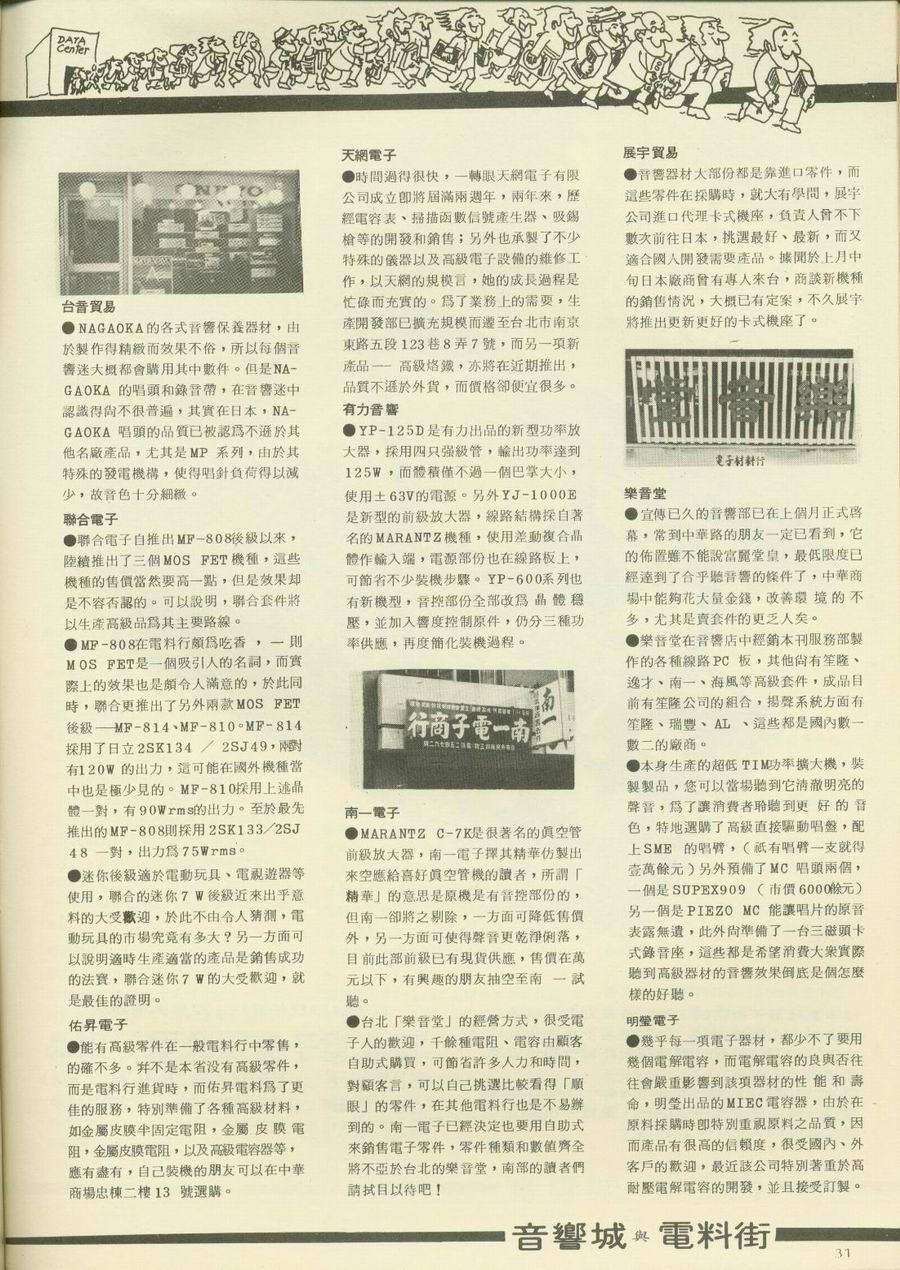 DATA
Center
ONKYO
台音貿易
●NAGAOKA的各式音響保養器材，由
於製作得精緻而效果不俗，所以每個音
響迷大概都會購用其中數件。但是NA-
GAOKA 的唱頭和錄音帶，在音響迷中
認識得尙不很普遍，其實在日本，NA-
GAOKA 唱頭的品質已被認爲不遜於其
他名廠產品，尤其是MP 系列，由於其
特殊的發電機構，使得唱針負荷得以減
少，故音色十分細緻。
聯合電子
●聯合電子自推出MF-808後級以來，
陸續推出了三個MOS FET機種，這些
機種的售價當然要高一點，但是效果却
是不容否認的。可以說明，聯合套件將
以生產高級品爲其主要路線。
●MF-808在電料行頗爲吃香 ，一則
MOS FET是一個吸引人的名詞，而實
際上的效果也是頗令人滿意的，於此同
時，聯合更推出了另外兩款MOS FET
後級——MF-814、MF-810。MF-814
採用了日立2SK134 ／ 2SJ49，兩對
有120W 的出力，這可能在國外機種當
中也是極少見的。MF-810採用上述晶
體一對，有90Wrms的出力。至於最先
推出的MF-808則採用2SK133／2SJ
48 一對，出力爲75Wrms。
●迷你後級適於電動玩具、電視遊器等
使用，聯合的迷你 7 W後級近來出乎意
料的大受歡迎，於此不由令人猜測，電
動玩具的市場究竟有多大？另一方面可
以說明適時生產適當的產品是銷售成功
的法寶，聯合迷你 7 W的大受歡迎，就
是最佳的證明。
佑昇電子
●能有高級零件在一般電料行中零售，
的確不多。幷不是本省沒有高級零件，
而是電料行進貨時，而佑昇電料爲了更
佳的服務，特別準備了各種高級材料，
如金屬皮膜半固定電阻，金屬 皮 膜 電
阻，金屬皮膜電阻，以及高級電容器等，
應有盡有，自己裝機的朋友可以在中華
商場忠棟二樓 13 號選購。
天網電子
●時間過得很快，一轉眼天網電子有限
公司成立卽將屆滿兩週年，兩年來，歷
經電容表、掃描函數信號產生器、吸錫
槍等的開發和銷售；另外也承製了不少
特殊的儀器以及高級電子設備的維修工
作，以天網的規模言，她的成長過程是
忙碌而充實的。爲了業務上的需要，生
產開發部已擴充規模而遷至台北市南京
東路五段 123 巷 8 弄 7 號，而另一項新
產品—— 高級烙鐵，亦將在近期推出，
品質不遜於外貨，而價格卻便宜很多。
有力音響
●YP-125D是有力出品的新型功率放
大器，採用四只强級管，輸出功率達到
125W，而體積僅不過一個巴掌大小，
使用±63V的電源。另外YJ-1000E
是新型的前級放大器，線路結構採自著
名的MARANTZ機種，使用差動複合晶
體作輸入端，電源部份也在線路板上，
可節省不少裝機步驟。YP-600系列也
有新機型，音控部份全部改爲 晶 體 穩
壓，並加入響度控制原件，仍分三種功
率供應，再度簡化裝機過程。
南一
行商子電一南
南一電子
●MARANTZ C-7K是很著名的眞空管
前級放大器，南一電子擇其精華仿製出
來空應給喜好眞空管機的讀者，所謂「
精華」的意思是原機是有音控部份的，
但南一卻將之剔除，一方面可降低售價
外，另一方面可使得聲音更乾淨俐落，
目前此部前級已有現貨供應，售價在萬
元以下，有興趣的朋友抽空至南 一 試
聽。
●台北「樂音堂」的經營方式，很受電
子人的歡迎，千餘種電阻、電容由顧客
自助式購買，可節省許多人力和時間，
對顧客言，可以自己挑選比較看得「順
眼」的零件，在其他電料行也是不易辦
到的。南一電子已經決定也要用自助式
來銷售電子零件，零件種類和數值齊全
將不亞於台北的樂音堂，南部的讀者們
請拭目以待吧！
展宇貿易
●音響器材大部份都是靠進口零件，而
這些零件在採購時，就大有學問，展宇
公司進口代理卡式機座，負責人曾不下
數次前往日本，挑選最好、最新，而又
適合國人開發需要產品。據聞於上月中
旬日本廠商曾有專人來台，商談新機種
的銷售情況，大概已有定案，不久展宇
將推出更新更好的卡式機座了。
堂音樂
電子材料行
樂音堂
●宣傳已久的音響部已在上個月正式啓
幕，常到中華路的朋友一定已看到，它
的佈置雖不能說富麗堂皇，最低限度已
經達到了合乎聽音響的條件了，中華商
場中能夠花大量金錢，改善環 境 的 不
多，尤其是賣套件的更乏人矣。
●樂音堂在音響店中經銷本刊服務部製
作的各種線路PC 板，其他尙有笙隆、
逸才、南一、海風等高級套件，成品目
前有笙隆公司的組合，揚聲系統方面有
笙隆、瑞豐、 AL 、這些都是國內數一
數二的廠商。
●本身生產的超低 TIM功率擴大機，裝
製製品，您可以當場聽到它清澈明亮的
聲音，爲了讓消費者聆聽到更 好 的 音
色，特地選購了高級直接驅動唱盤，配
上SME 的唱臂，（祇有唱臂一支就得
壹萬餘元）另外預備了MC 唱頭兩個，
一個是SUPEX909 （市價6000餘元）
另一個是PIEZO MC 能讓唱片的原音
表露無遺，此外尙準備了一台三磁頭卡
式錄音座，這些都是希望消費大衆實際
聽到高級器材的音響效果倒底是個怎麼
樣的好聽。
明瑩電子
●幾乎每一項電子器材，都少不了要用
幾個電解電容，而電解電容的良與否往
往會嚴重影響到該項器材的性 能 和 壽
命，明瑩出品的MIEC電容器，由於在
原料採購時卽特別重視原料之品質，因
而產品有很高的信賴度，很受國內、外
客戶的歡迎，最近該公司特別著重於高
耐壓電解電容的開發，並且接受訂製。
音響城與電料街
31